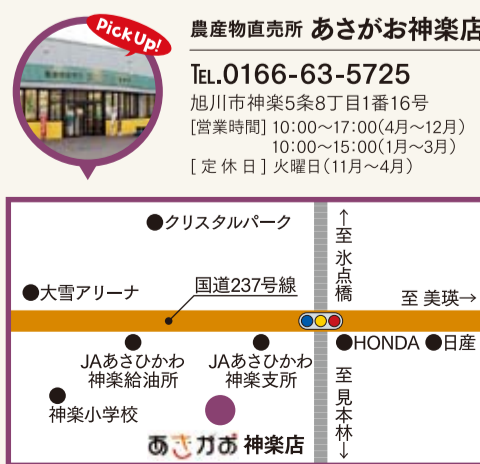 Pick Up!
農産物直売所 あさがお神楽店
TEL.0166-63-5725
旭川市神楽5条8丁目1番16号
[営業時間] 10:00〜17:00(4月〜12月)
10:00〜15:00(1月〜3月)
[定休日] 火曜日(11月〜4月)
●クリスタルパーク
↑至 氷点橋
●大雪アリーナ
国道237号線
至 美瑛→
JAあさひかわ
神楽給油所
JAあさひかわ
神楽支所
●HONDA ●日産
神楽小学校
至 見本林↓
あさがお 神楽店